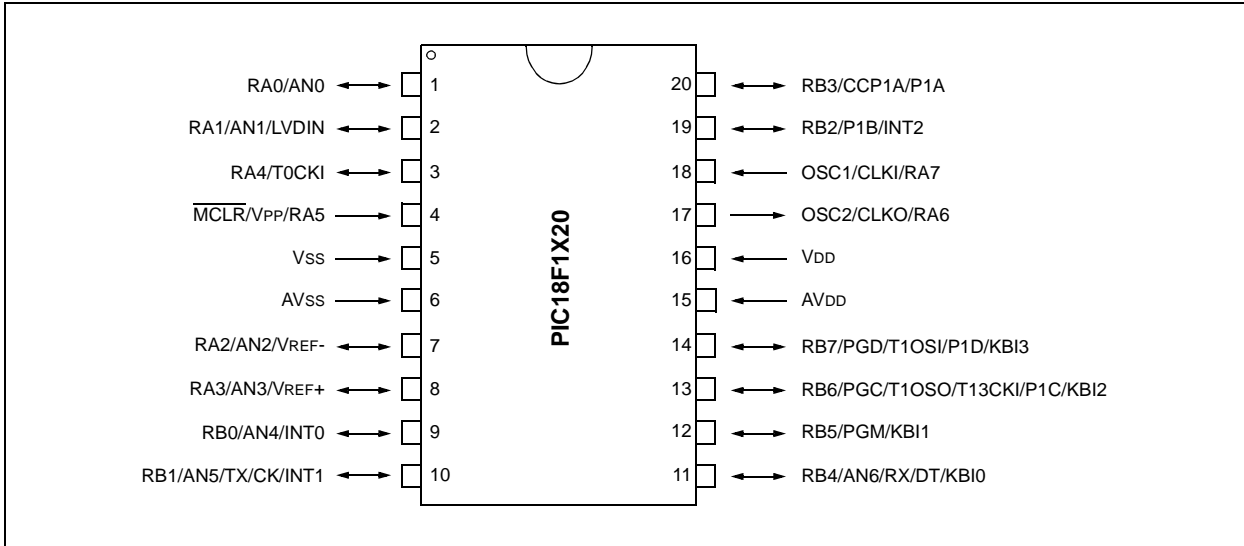 RA0/AN0
RA1/AN1/LVDIN
RA4/T0CKI
MCLR/VPP/RA5
VSS
AVSS
RA2/AN2/VREF-
RA3/AN3/VREF+
RB0/AN4/INT0
RB1/AN5/TX/CK/INT1
1
2
3
4
5
6
7
8
9
10
PIC18F1X20
20
19
18
17
16
15
14
13
12
11
RB3/CCP1A/P1A
RB2/P1B/INT2
OSC1/CLKI/RA7
OSC2/CLKO/RA6
VDD
AVDD
RB7/PGD/T1OSI/P1D/KBI3
RB6/PGC/T1OSO/T13CKI/P1C/KBI2
RB5/PGM/KBI1
RB4/AN6/RX/DT/KBI0